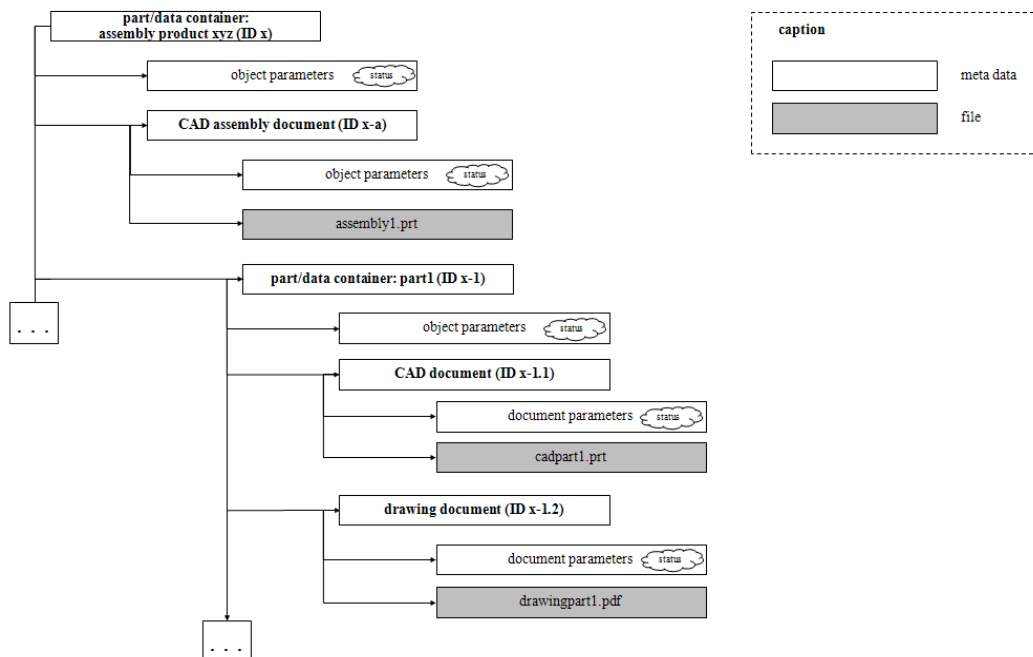 part/data container:
assembly product xyz (ID x)
object parameters status
CAD assembly document (ID x-a)
object parameters status
assembly1.prt
part/data container: part1 (ID x-1)
. . .
object parameters status
CAD document (ID x-1.1)
document parameters status
cadpart1.prt
drawing document (ID x-1.2)
document parameters status
drawingpart1.pdf
. . .
caption
meta data
file